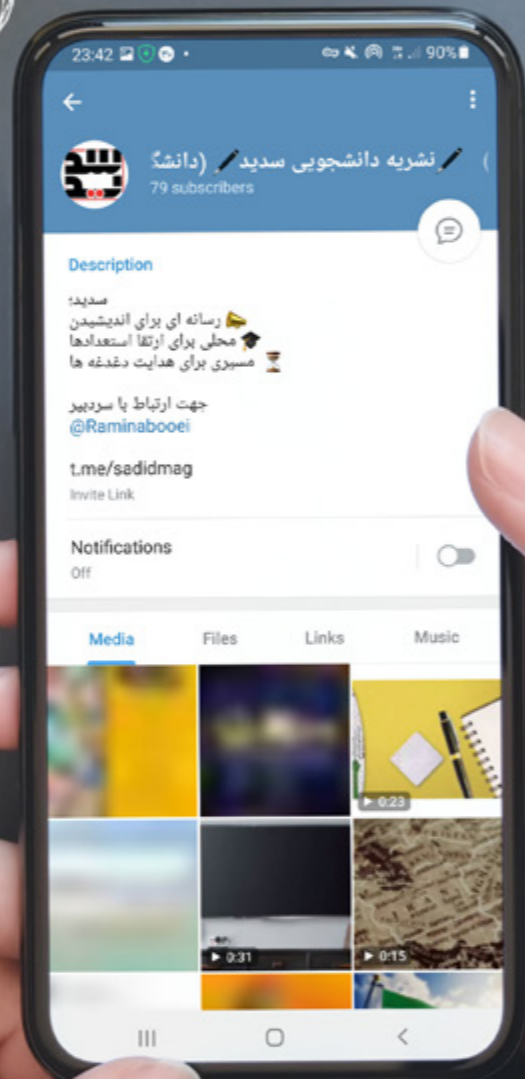 23:42
90%
نشریه دانشجویی سدید (دانشگ
79 subscribers
Description
سدید؛
رسانه ای برای اندیشیدن
محلی برای ارتقا استعدادها
مسیری برای هدایت دغدغه ها
جهت ارتباط با سردبیر
@Raminabooei
t.me/sadidmag
Invite Link
Notifications
Off
Media Files Links Music
0:23
0:31
0:15